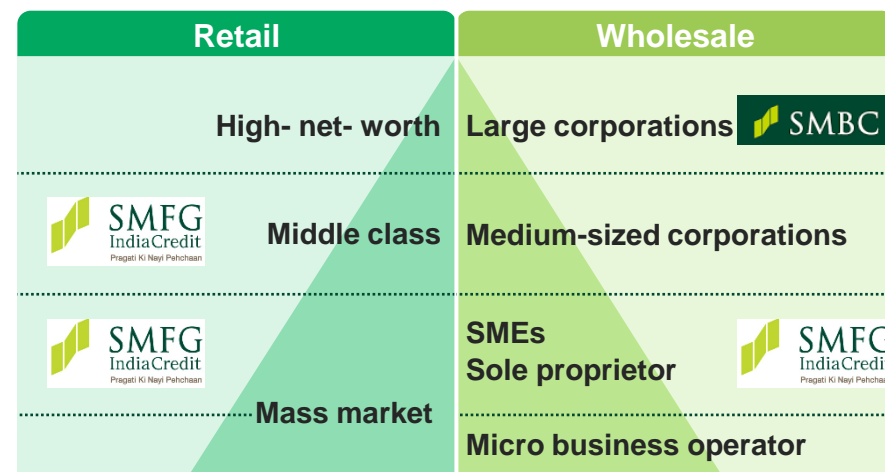 Retail
Wholesale
High- net- worth
Large corporations
SMBC
SMFG
IndiaCredit
Pragati Ki Nayi Pehchaan
Middle class
Medium-sized corporations
SMFG
IndiaCredit
Pragati Ki Nayi Pehchaan
SMEs
Sole proprietor
SMFG
IndiaCredit
Pragati Ki Nayi Pehchaan
Mass market
Micro business operator